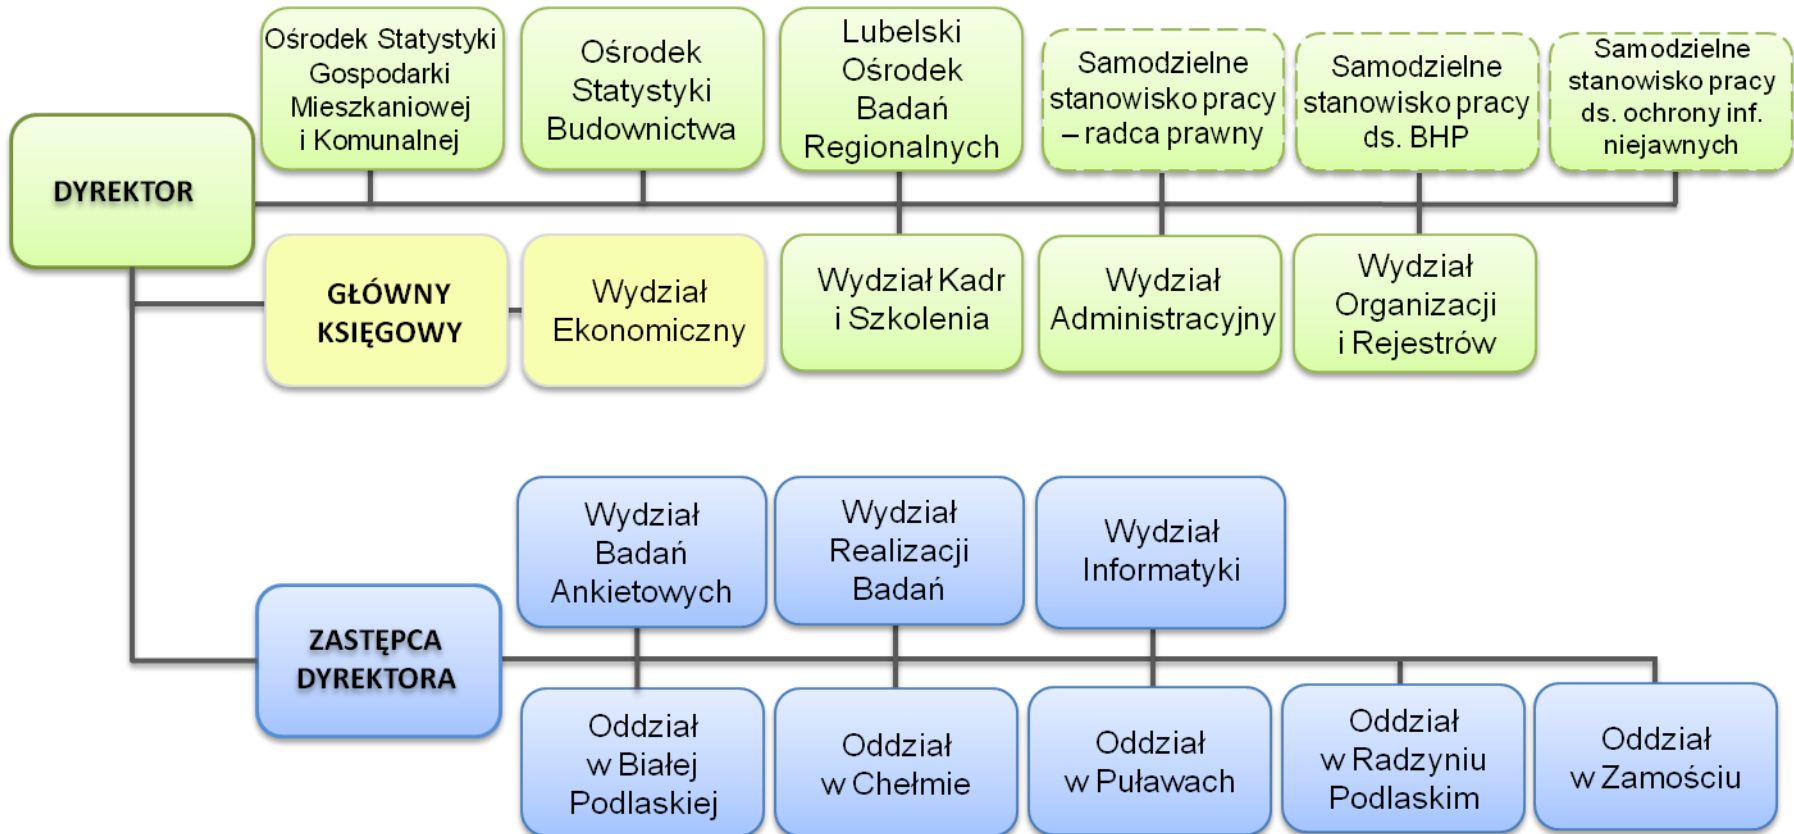 DYREKTOR
Ośrodek Statystyki
Gospodarki
Mieszkaniowej
i Komunalnej
Ośrodek
Statystyki
Budownictwa
Lubelski
Ośrodek
Badań
Regionalnych
Samodzielne
stanowisko pracy
– radca prawny
Samodzielne
stanowisko pracy
ds. BHP
Samodzielne
stanowisko pracy
ds. ochrony inf.
niejawnych
GŁÓWNY
KSIĘGOWY
Wydział
Ekonomiczny
Wydział Kadr
i Szkolenia
Wydział
Administracyjny
Wydział
Organizacji
i Rejestrów
ZASTĘPCA
DYREKTORA
Wydział
Badań
Ankietowych
Wydział
Realizacji
Badań
Wydział
Informatyki
Oddział
w Białej
Podlaskiej
Oddział
w Chełmie
Oddział
w Puławach
Oddział
w Radzyniu
Podlaskim
Oddział
w Zamościu